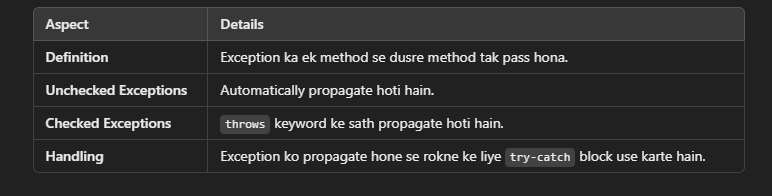 Aspect Details
Definition Exception ka ek method se dusre method tak pass hona.
Unchecked Exceptions Automatically propagate hoti hain.
Checked Exceptions throws keyword ke sath propagate hoti hain.
Handling Exception ko propagate hone se rokne ke liye try-catch block use karte hain.